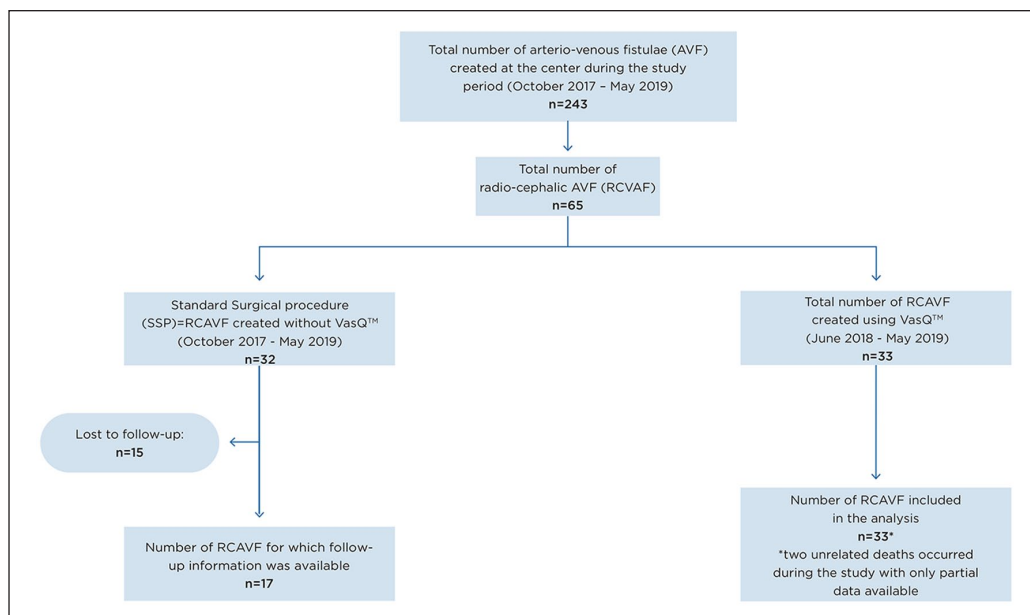 Total number of arterio-venous fistulae (AVF)
created at the center during the study
period (October 2017 – May 2019)
n=243
Total number of
radio-cephalic AVF (RCVAF)
n=65
Standard Surgical procedure
(SSP)=RCAVF created without VasQ™
(October 2017 - May 2019)
n=32
Total number of RCAVF
created using VasQ™
(June 2018 - May 2019)
n=33
Lost to follow-up:
n=15
Number of RCAVF for which follow-
up information was available
n=17
Number of RCAVF included
in the analysis
n=33*
*two unrelated deaths occurred
during the study with only partial
data available